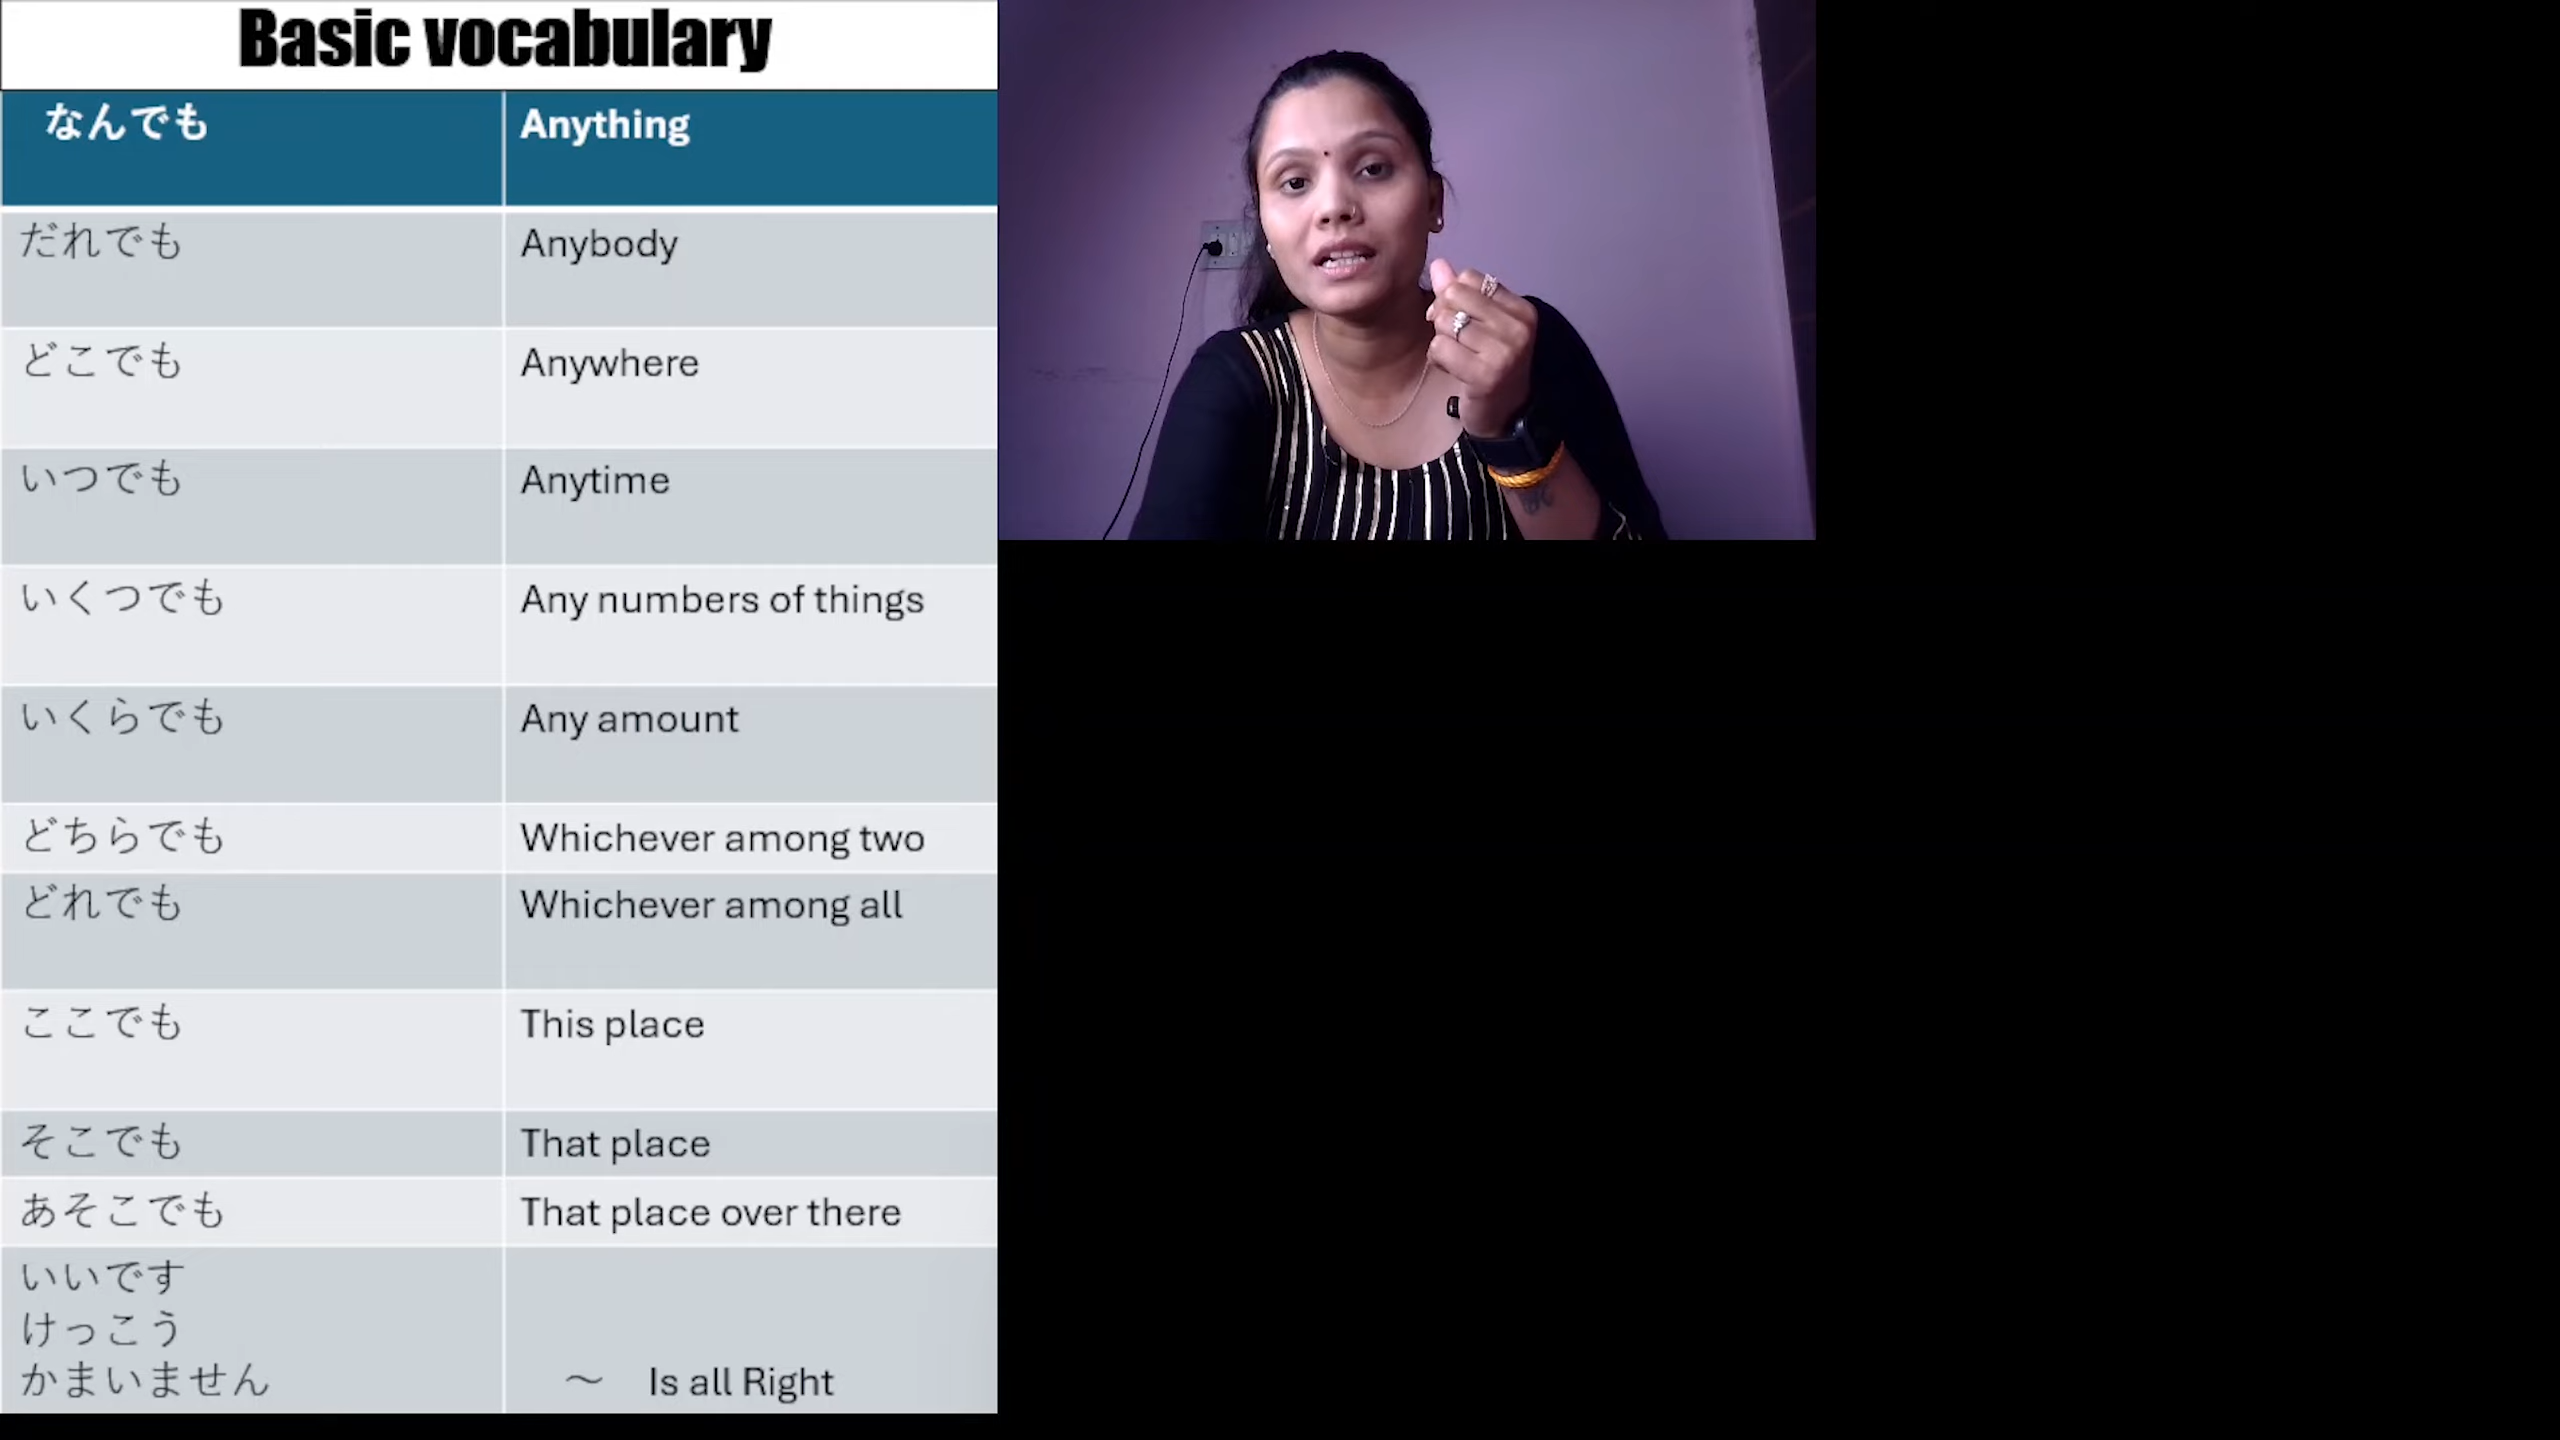 Basic vocabulary
なんでも Anything
だれでも Anybody
どこでも Anywhere
いつでも Anytime
いくつでも Any numbers of things
いくらでも Any amount
どちらでも Whichever among two
どれでも Whichever among all
ここでも This place
そこでも That place
あそこでも That place over there
いいです
けっこう
かまいません ～ Is all Right